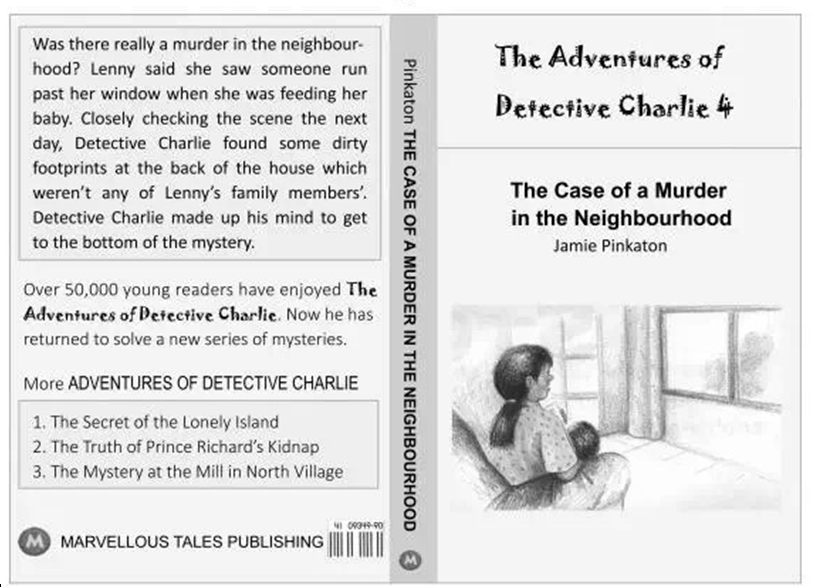 Was there really a murder in the neighbour-
hood? Lenny said she saw someone run
past her window when she was feeding her
baby. Closely checking the scene the next
day, Detective Charlie found some dirty
footprints at the back of the house which
weren't any of Lenny's family members'.
Detective Charlie made up his mind to get
to the bottom of the mystery.
Over 50,000 young readers have enjoyed The
Adventures of Detective Charlie. Now he has
returned to solve a new series of mysteries.
More ADVENTURES OF DETECTIVE CHARLIE
1. The Secret of the Lonely Island
2. The Truth of Prince Richard's Kidnap
3. The Mystery at the Mill in North Village
M MARVELLOUS TALES PUBLISHING
41 09349-90
Pinkaton THE CASE OF A MURDER IN THE NEIGHBOURHOOD M
The Adventures of
Detective Charlie 4
The Case of a Murder
in the Neighbourhood
Jamie Pinkaton